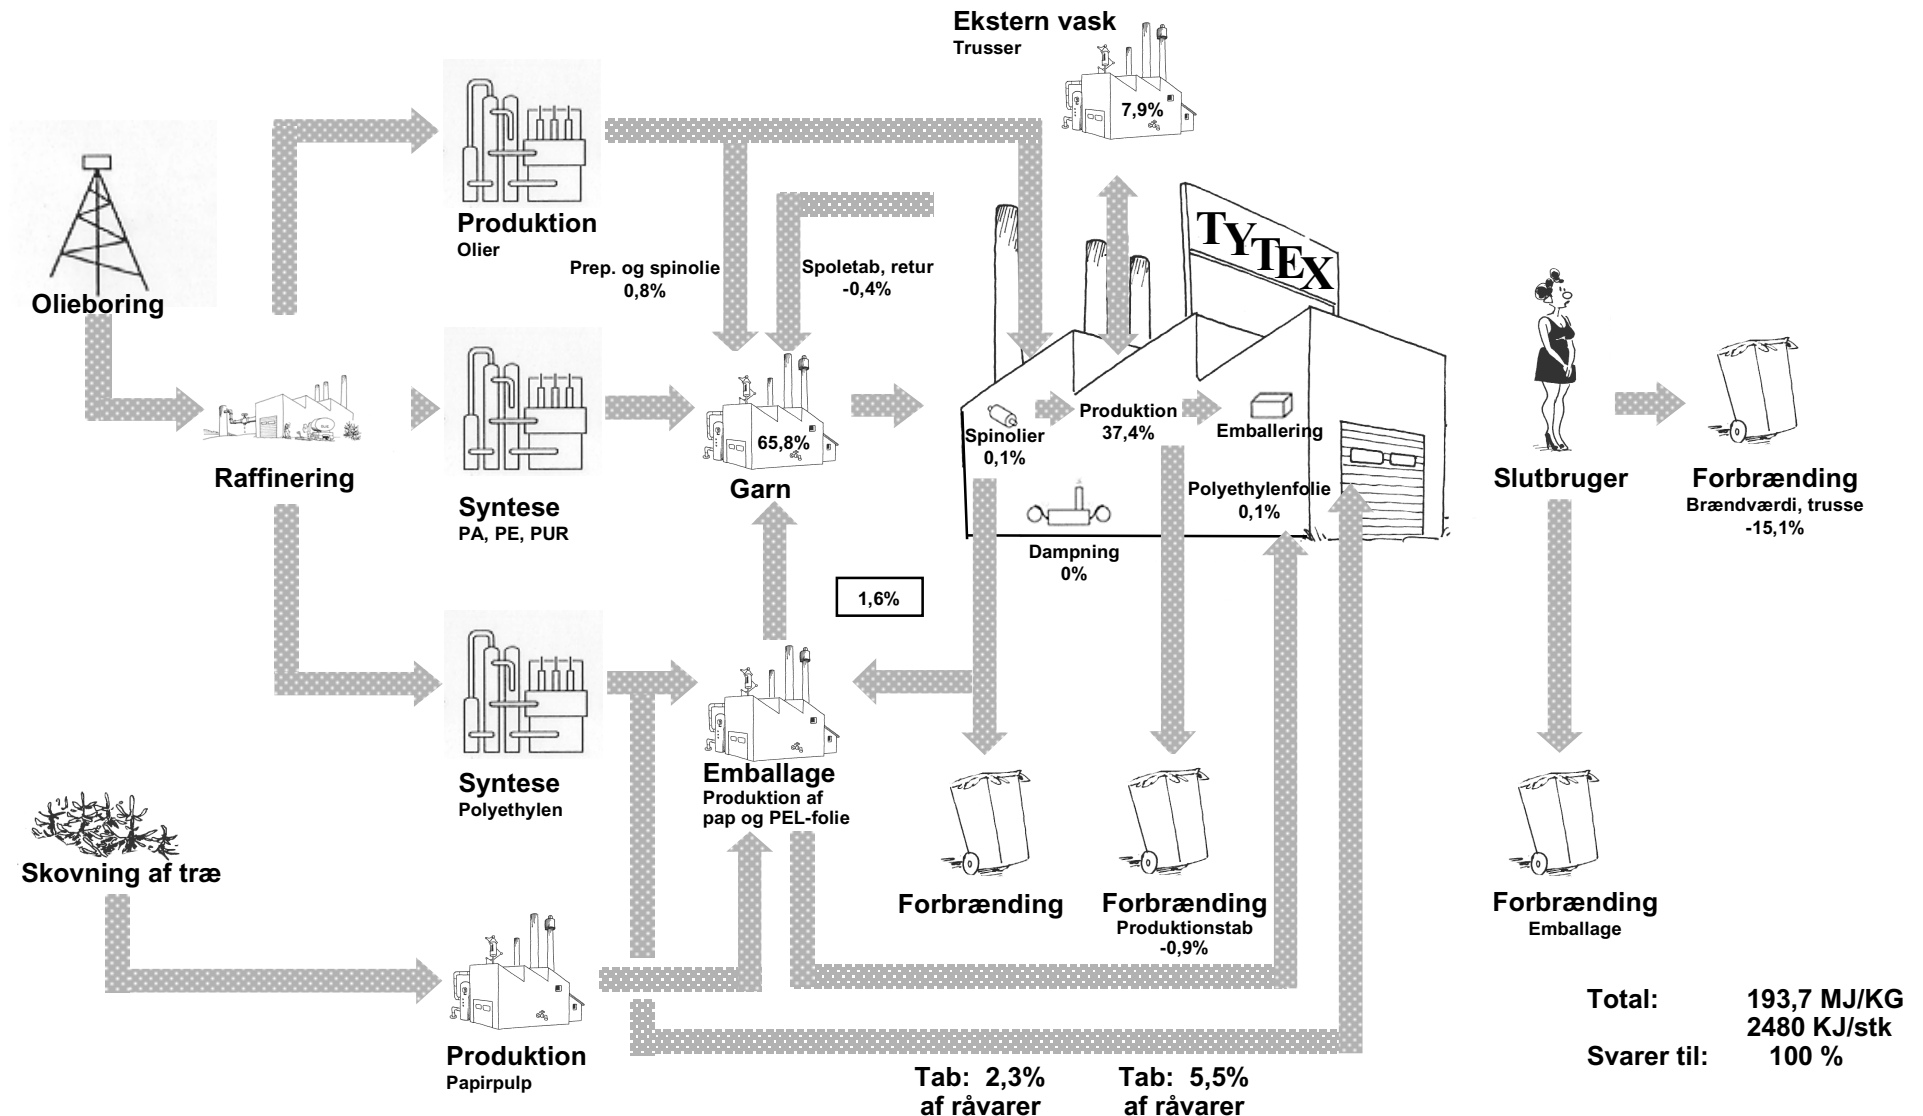 Ekstern vask
Trusser
7,9%
Produktion
Olier
TYTEX
Prep. og spinolie
0,8%
Spoletab, retur
-0,4%
Olieboring
Raffinering
Syntese
PA, PE, PUR
65,8%
Garn
Spinolier
0,1%
Produktion
37,4%
Emballering
Polyethylenfolie
0,1%
Dampning
0%
Slutbruger
Forbrænding
Brændværdi, trusse
-15,1%
1,6%
Syntese
Polyethylen
Emballage
Produktion af
pap og PEL-folie
Skovning af træ
Forbrænding
Forbrænding
Produktionstab
-0,9%
Forbrænding
Emballage
Produktion
Papirpulp
Tab: 2,3%
af råvarer
Tab: 5,5%
af råvarer
Total: 193,7 MJ/KG
2480 KJ/stk
Svarer til: 100 %